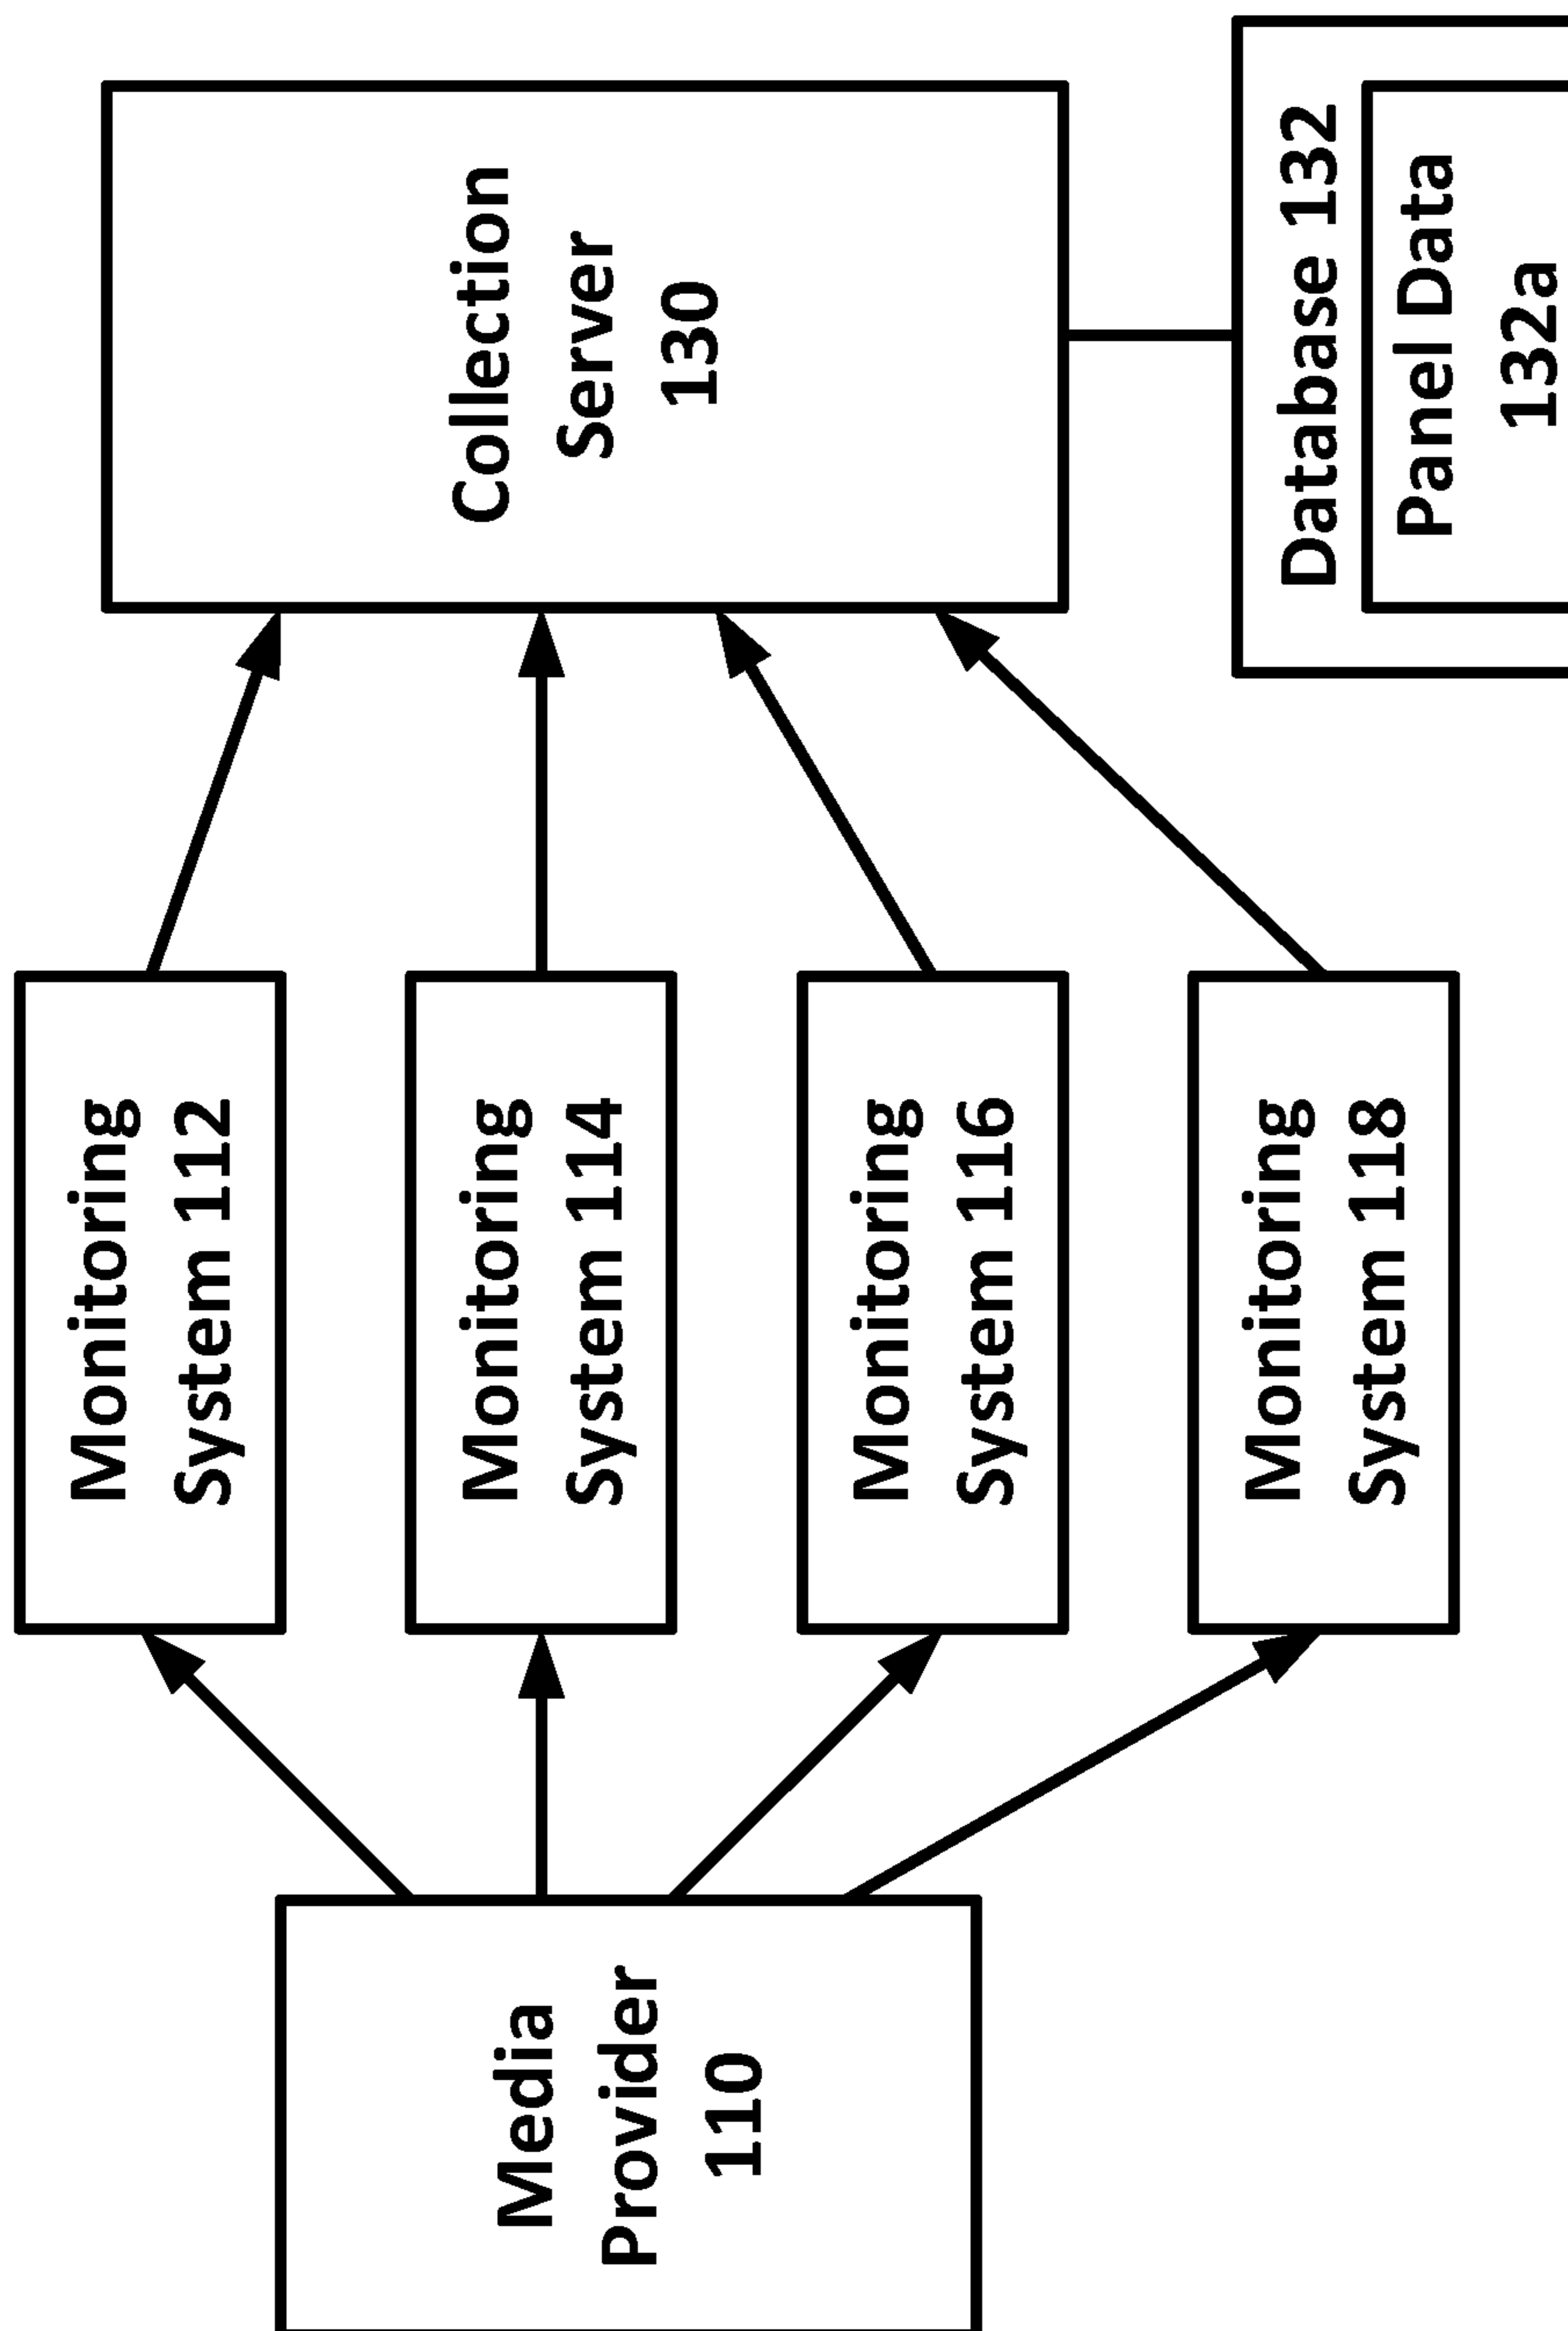 Media
Provider
110
Monitoring
System 112
Monitoring
System 114
Monitoring
System 116
Monitoring
System 118
Collection
Server
130
Database 132
Panel Data
132a